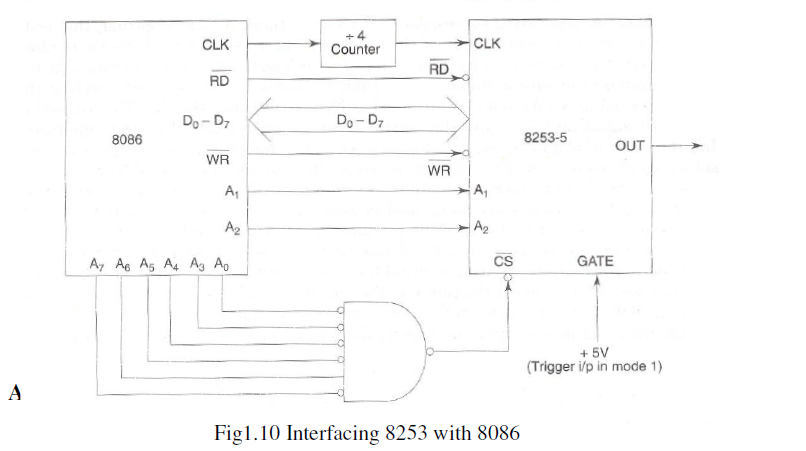 CLK
÷ 4
Counter
CLK
RD
RD
D0 – D7
D0 – D7
8086
8253-5
OUT
WR
WR
A1
A1
A2
A2
A7 A6 A5 A4 A3 A0
CS
GATE
+ 5V
(Trigger i/p in mode 1)
A
Fig1.10 Interfacing 8253 with 8086